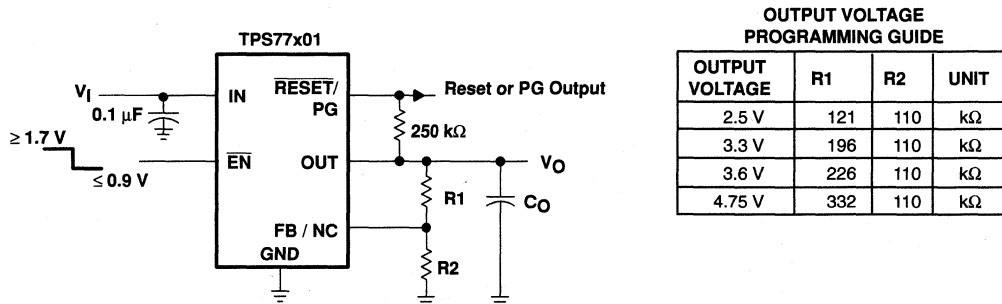 TPS77x01
V_I
0.1 µF
≥ 1.7 V
≤ 0.9 V
IN
EN
RESET/
PG
OUT
FB / NC
GND
Reset or PG Output
250 kΩ
V_O
R1
C_O
R2
OUTPUT VOLTAGE
PROGRAMMING GUIDE
OUTPUT VOLTAGE R1 R2 UNIT
2.5 V 121 110 kΩ
3.3 V 196 110 kΩ
3.6 V 226 110 kΩ
4.75 V 332 110 kΩ